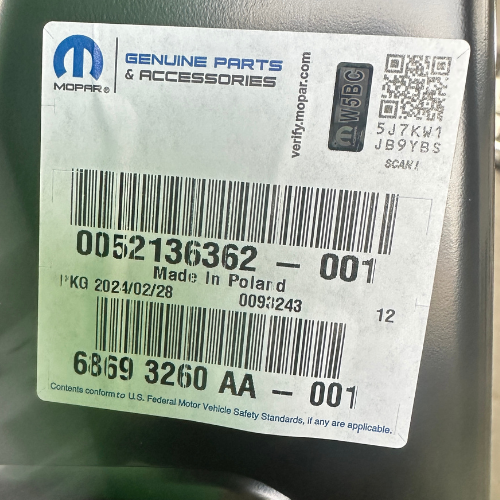 MOPAR®
GENUINE PARTS
& ACCESSORIES
verify.mopar.com
W5BC
5J7KW1
JB9YBS
SCAN!
0052136362 - 001
Made In Poland
PKG 2024/02/28
0093243
12
6869 3260 AA - 001
Contents conform to U.S. Federal Motor Vehicle Safety Standards, if any are applicable.